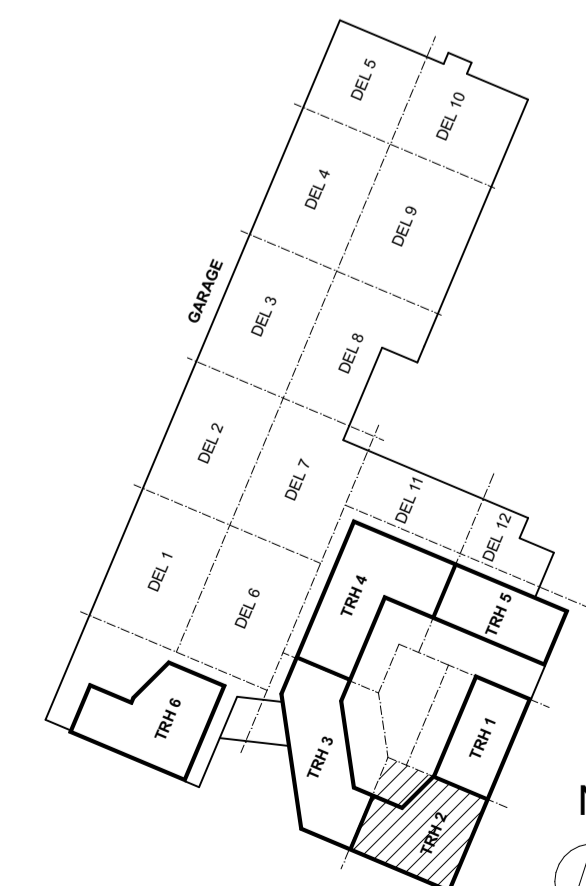 DEL 5
DEL 10
DEL 4
DEL 9
GARAGE
DEL 3
DEL 8
DEL 2
DEL 7
DEL 11
DEL 12
DEL 1
DEL 6
TRH 4
TRH 5
TRH 6
TRH 3
TRH 1
TRH 2
N